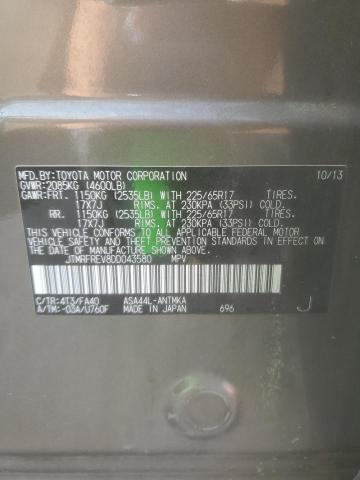 MFD.BY:TOYOTA MOTOR CORPORATION 10/13
GVWR:2085KG (4600LB)
GAWR:FRT. 1150KG (2535LB) WITH 225/65R17 TIRES.
17X7J RIMS. AT 230KPA (33PSI) COLD.
RR. 1150KG (2535LB) WITH 225/65R17 TIRES.
17X7J RIMS. AT 230KPA (33PSI) COLD.
THIS VEHICLE CONFORMS TO ALL APPLICABLE FEDERAL MOTOR
VEHICLE SAFETY AND THEFT PREVENTION STANDARDS IN EFFECT ON
THE DATE OF MANUFACTURE SHOWN ABOVE.
JTMRFREV8DD043580 MPV
C/TR:4T3/FA40 ASA44L-ANTMKA
A/TM:-03A/U760F MADE IN JAPAN 696 J